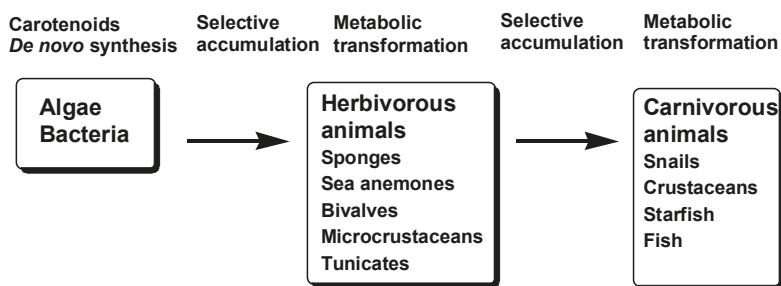 Carotenoids
De novo synthesis
Selective
accumulation
Metabolic
transformation
Selective
accumulation
Metabolic
transformation
Algae
Bacteria
Herbivorous
animals
Sponges
Sea anemones
Bivalves
Microcrustaceans
Tunicates
Carnivorous
animals
Snails
Crustaceans
Starfish
Fish